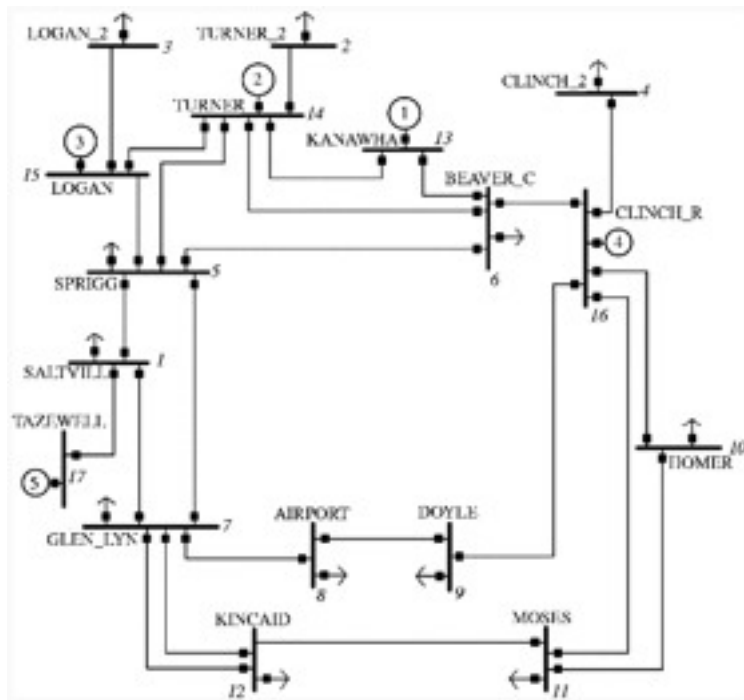 LOGAN_2
3
TURNER_2
2
CLINCH_2
4
2
TURNER
14
1
KANAWHA
13
3
15
LOGAN
BEAVER_C
6
CLINCH_R
4
16
SPRIGG
5
SALTVILL
1
TAZEWELL
5
17
HOMER
10
GLEN_LYN
7
AIRPORT
8
DOYLE
9
KINCAID
12
MOSES
11